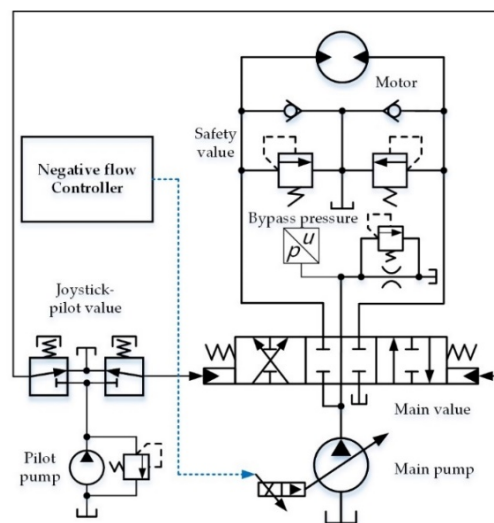 Motor
Safety
value
Negative flow
Controller
Bypass pressure
u
p
Joystick-
pilot value
Main value
Pilot
pump
Main pump